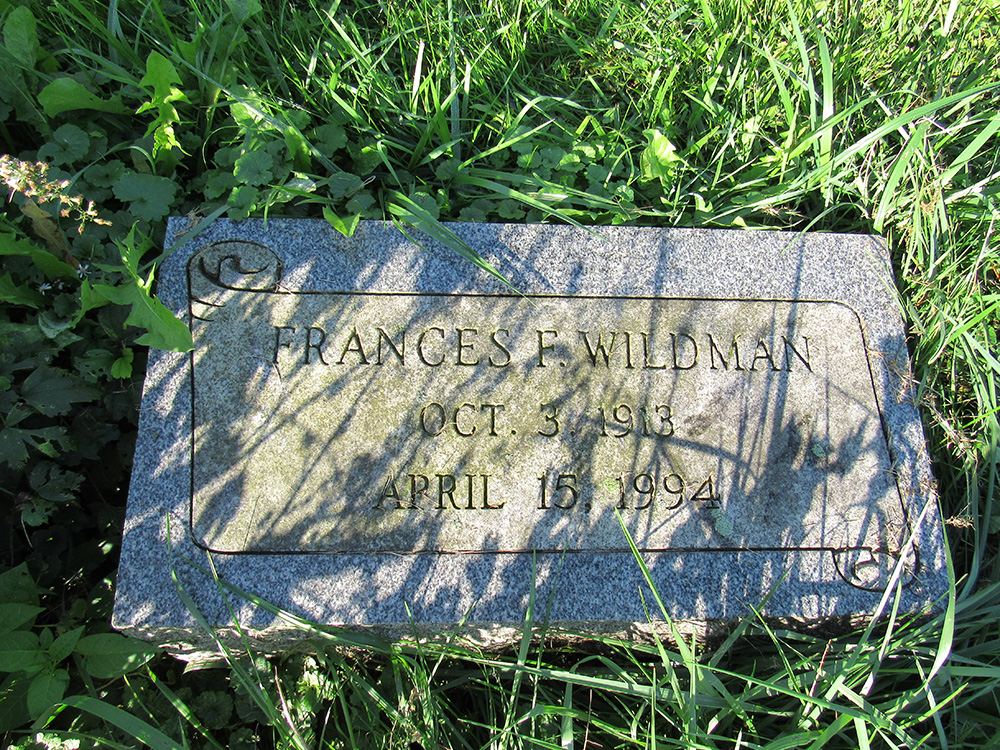 FRANCES F. WILDMAN
OCT. 3, 1913
APRIL 15, 1994